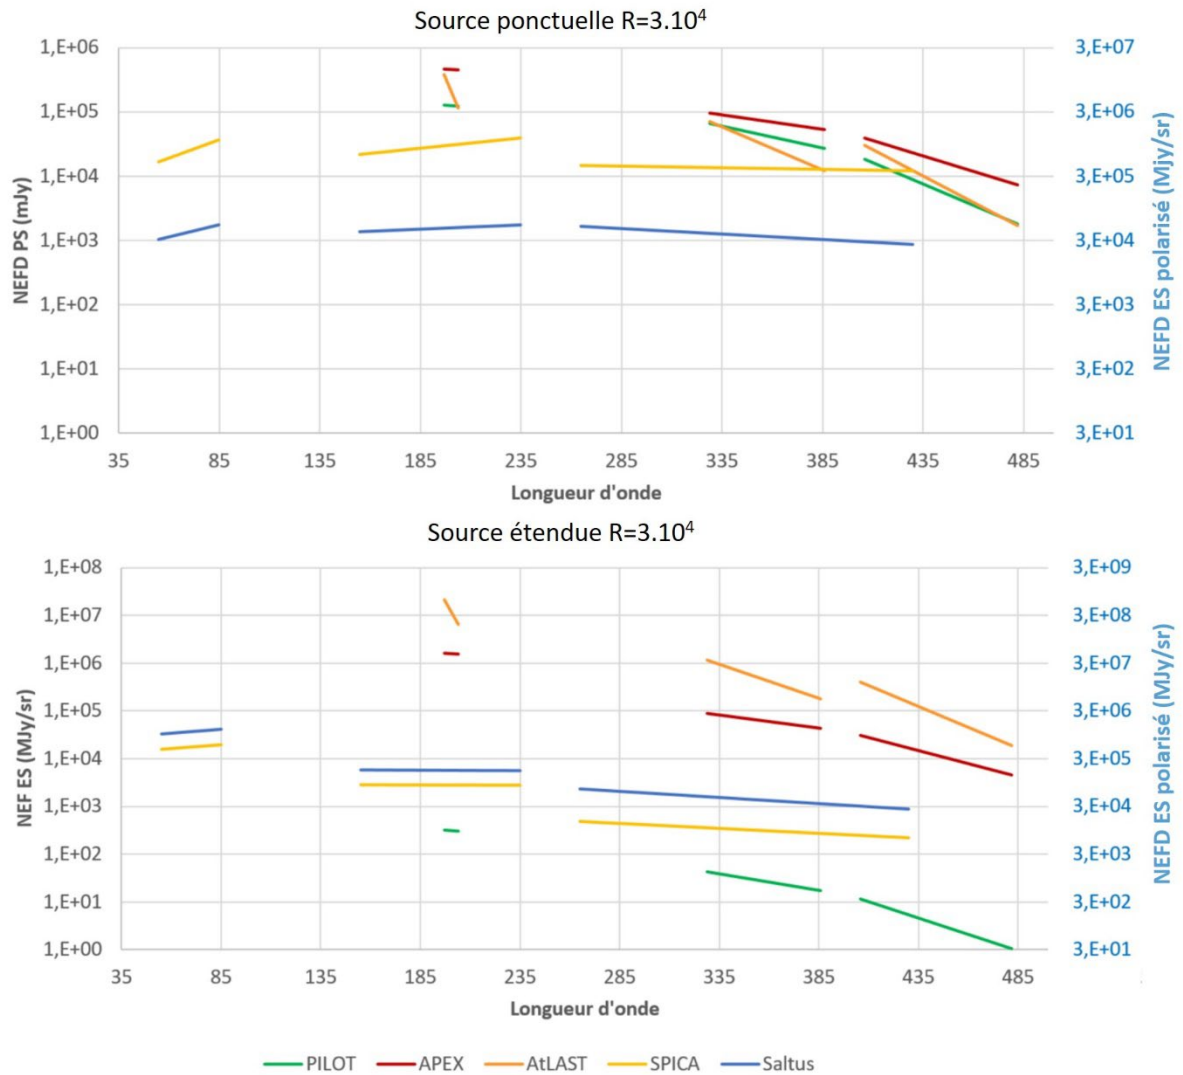 Source ponctuelle R=3.10⁴
1,E+06 3,E+07
1,E+05 3,E+06
1,E+04 3,E+05
1,E+03 3,E+04
1,E+02 3,E+03
1,E+01 3,E+02
1,E+00 3,E+01
NEFD PS (mJy)
NEFD ES polarisé (Mjy/sr)
35 85 135 185 235 285 335 385 435 485
Longueur d'onde
Source étendue R=3.10⁴
1,E+08 3,E+09
1,E+07 3,E+08
1,E+06 3,E+07
1,E+05 3,E+06
1,E+04 3,E+05
1,E+03 3,E+04
1,E+02 3,E+03
1,E+01 3,E+02
1,E+00 3,E+01
NEF ES (MJy/sr)
NEFD ES polarisé (MJy/sr)
35 85 135 185 235 285 335 385 435 485
Longueur d'onde
PILOT APEX AtLAST SPICA Saltus